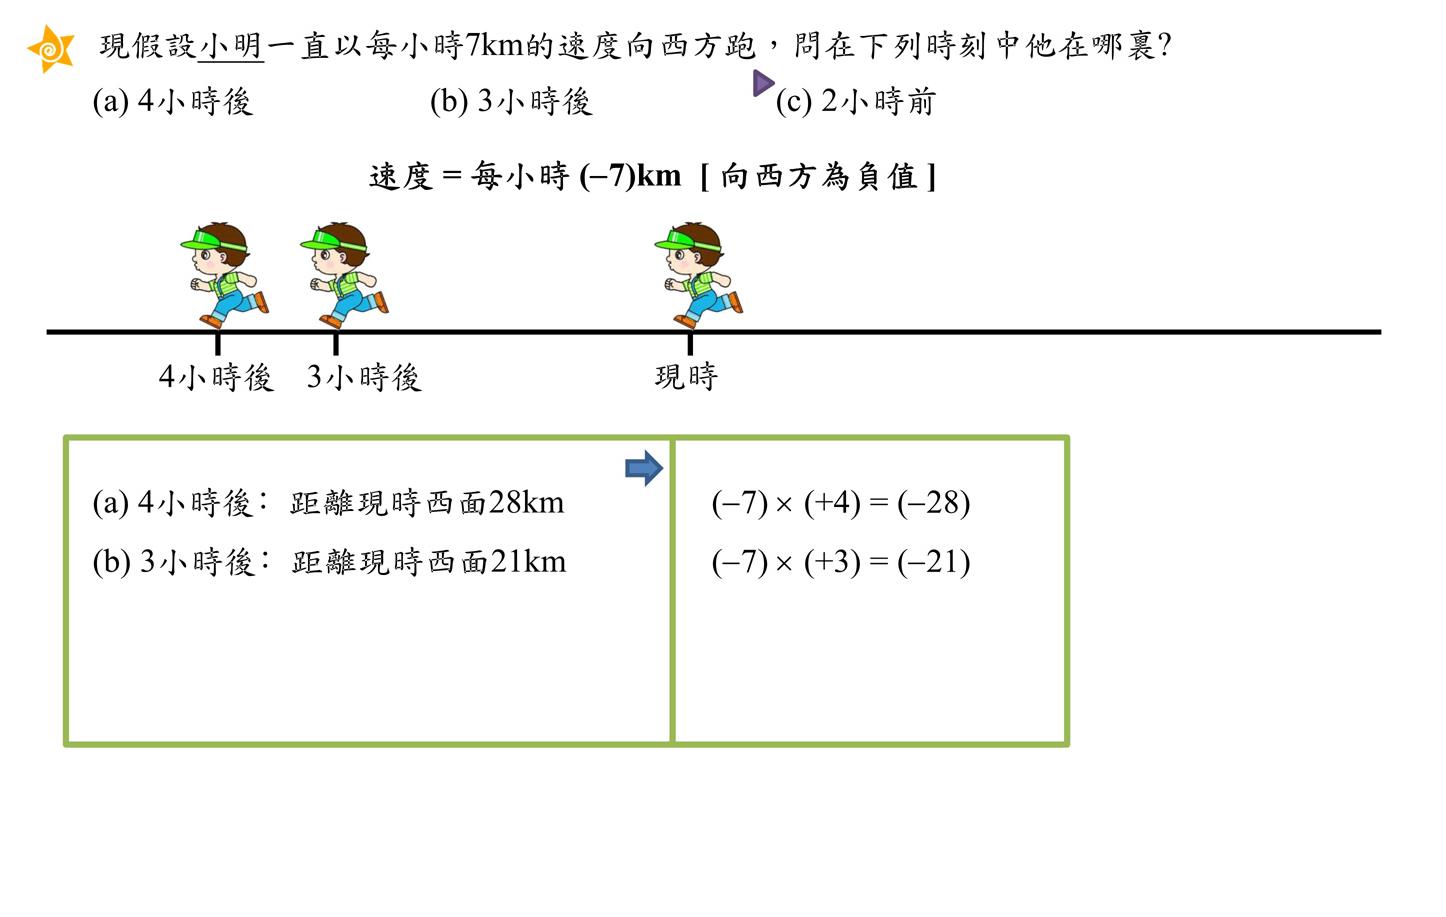 現假設小明一直以每小時7km的速度向西方跑，問在下列時刻中他在哪裏?
(a) 4小時後 (b) 3小時後 (c) 2小時前
速度 = 每小時 (–7)km [ 向西方為負值 ]
4小時後 3小時後 現時
(a) 4小時後： 距離現時西面28km (–7) × (+4) = (–28)
(b) 3小時後： 距離現時西面21km (–7) × (+3) = (–21)